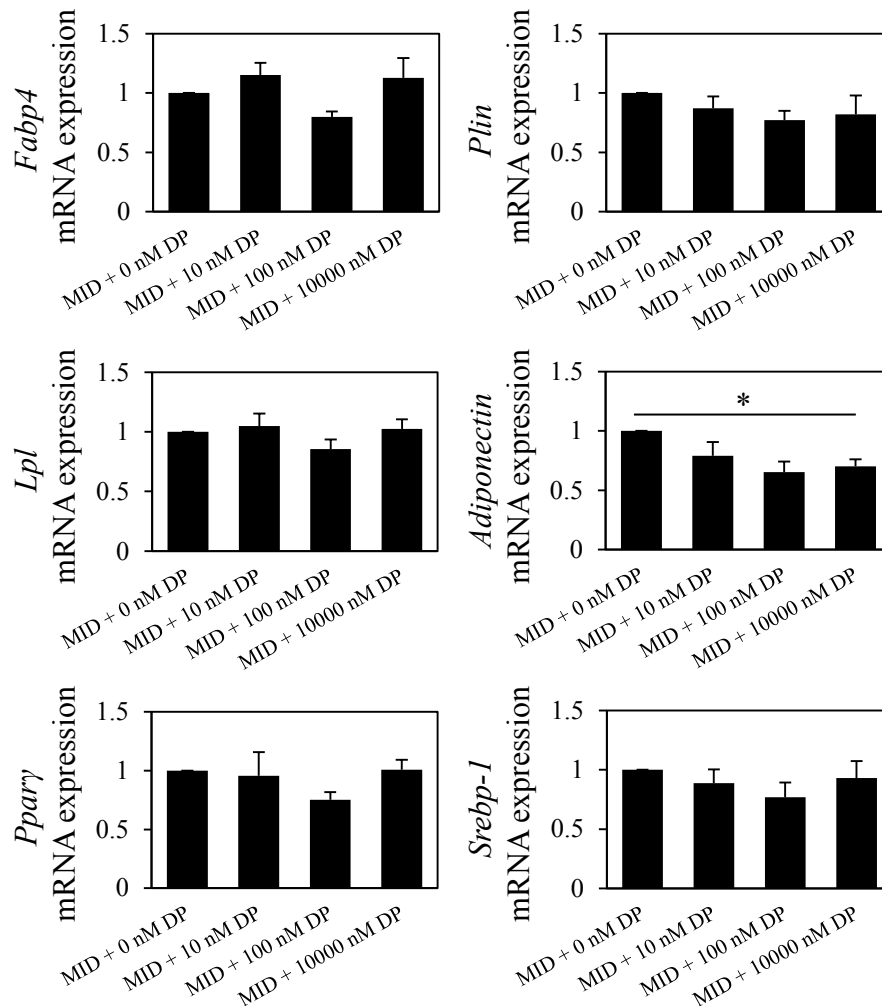 Fabp4
mRNA expression
1.5
1
0.5
0
MID + 0 nM DP
MID + 10 nM DP
MID + 100 nM DP
MID + 10000 nM DP
Plin
mRNA expression
1.5
1
0.5
0
MID + 0 nM DP
MID + 10 nM DP
MID + 100 nM DP
MID + 10000 nM DP
Lpl
mRNA expression
1.5
1
0.5
0
MID + 0 nM DP
MID + 10 nM DP
MID + 100 nM DP
MID + 10000 nM DP
Adiponectin
mRNA expression
1.5
1
0.5
0
*
MID + 0 nM DP
MID + 10 nM DP
MID + 100 nM DP
MID + 10000 nM DP
Pparγ
mRNA expression
1.5
1
0.5
0
MID + 0 nM DP
MID + 10 nM DP
MID + 100 nM DP
MID + 10000 nM DP
Srebp-1
mRNA expression
1.5
1
0.5
0
MID + 0 nM DP
MID + 10 nM DP
MID + 100 nM DP
MID + 10000 nM DP